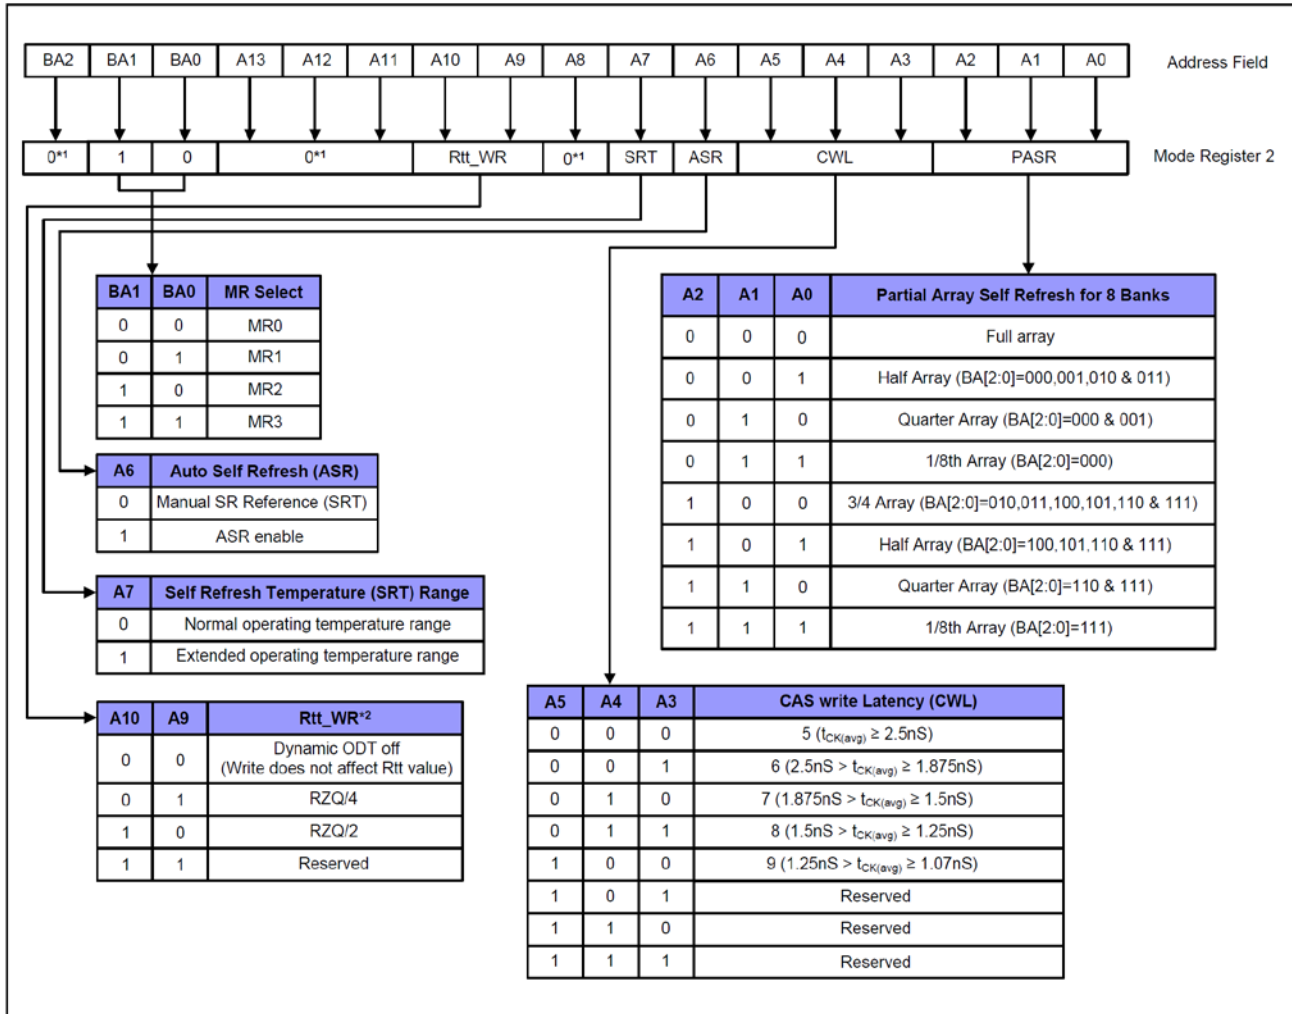 BA2 BA1 BA0 A13 A12 A11 A10 A9 A8 A7 A6 A5 A4 A3 A2 A1 A0 Address Field
0*1 1 0 0*1 Rtt_WR 0*1 SRT ASR CWL PASR Mode Register 2
BA1 BA0 MR Select
0 0 MR0
0 1 MR1
1 0 MR2
1 1 MR3
A6 Auto Self Refresh (ASR)
0 Manual SR Reference (SRT)
1 ASR enable
A7 Self Refresh Temperature (SRT) Range
0 Normal operating temperature range
1 Extended operating temperature range
A10 A9 Rtt_WR*2
0 0 Dynamic ODT off
(Write does not affect Rtt value)
0 1 RZQ/4
1 0 RZQ/2
1 1 Reserved
A2 A1 A0 Partial Array Self Refresh for 8 Banks
0 0 0 Full array
0 0 1 Half Array (BA[2:0]=000,001,010 & 011)
0 1 0 Quarter Array (BA[2:0]=000 & 001)
0 1 1 1/8th Array (BA[2:0]=000)
1 0 0 3/4 Array (BA[2:0]=010,011,100,101,110 & 111)
1 0 1 Half Array (BA[2:0]=100,101,110 & 111)
1 1 0 Quarter Array (BA[2:0]=110 & 111)
1 1 1 1/8th Array (BA[2:0]=111)
A5 A4 A3 CAS write Latency (CWL)
0 0 0 5 (tCK(avg) ≥ 2.5nS)
0 0 1 6 (2.5nS > tCK(avg) ≥ 1.875nS)
0 1 0 7 (1.875nS > tCK(avg) ≥ 1.5nS)
0 1 1 8 (1.5nS > tCK(avg) ≥ 1.25nS)
1 0 0 9 (1.25nS > tCK(avg) ≥ 1.07nS)
1 0 1 Reserved
1 1 0 Reserved
1 1 1 Reserved